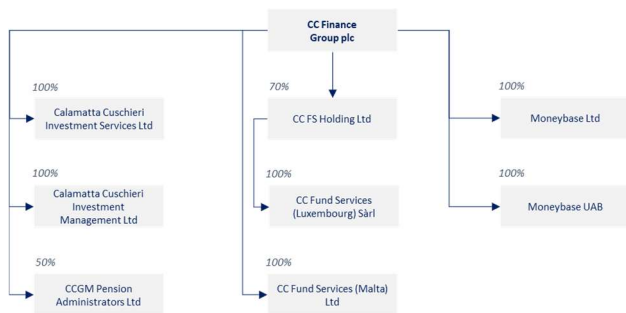 CC Finance
Group plc
100%
70%
100%
Calamatta Cuschieri
Investment Services Ltd
CC FS Holding Ltd
Moneybase Ltd
100%
100%
100%
Calamatta Cuschieri
Investment
Management Ltd
CC Fund Services
(Luxembourg) Sàrl
Moneybase UAB
50%
100%
CCGM Pension
Administrators Ltd
CC Fund Services (Malta)
Ltd